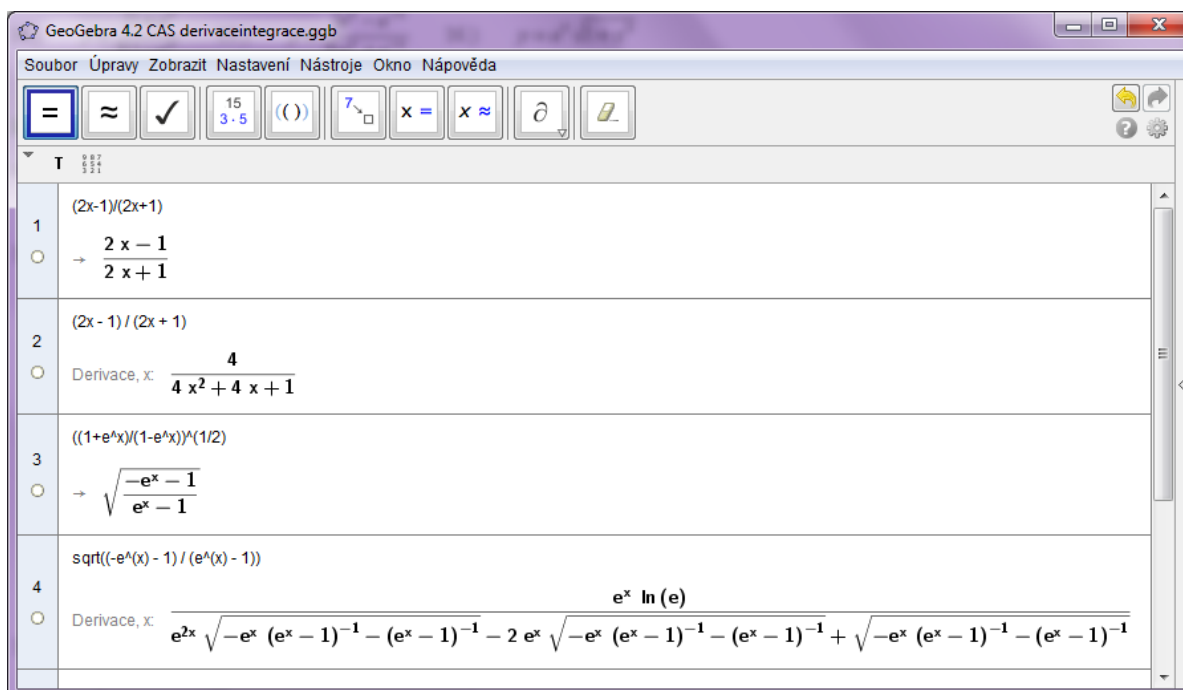 GeoGebra 4.2 CAS derivaceintegrace.ggb
Soubor Úpravy Zobrazit Nastavení Nástroje Okno Nápověda
= ≈ ✓ 15 3·5 (()) 7 x = x ≈ ∂
T
1
(2x-1)/(2x+1)
→ (2 x − 1)/(2 x + 1)
2
(2x - 1) / (2x + 1)
Derivace, x: 4/(4 x² + 4 x + 1)
3
((1+e^x)/(1-e^x))^(1/2)
→ √((−eˣ − 1)/(eˣ − 1))
4
sqrt((-e^(x) - 1) / (e^(x) - 1))
Derivace, x: (eˣ ln (e))/(e²ˣ √(−eˣ (eˣ − 1)⁻¹ − (eˣ − 1)⁻¹) − 2 eˣ √(−eˣ (eˣ − 1)⁻¹ − (eˣ − 1)⁻¹) + √(−eˣ (eˣ − 1)⁻¹ − (eˣ − 1)⁻¹))